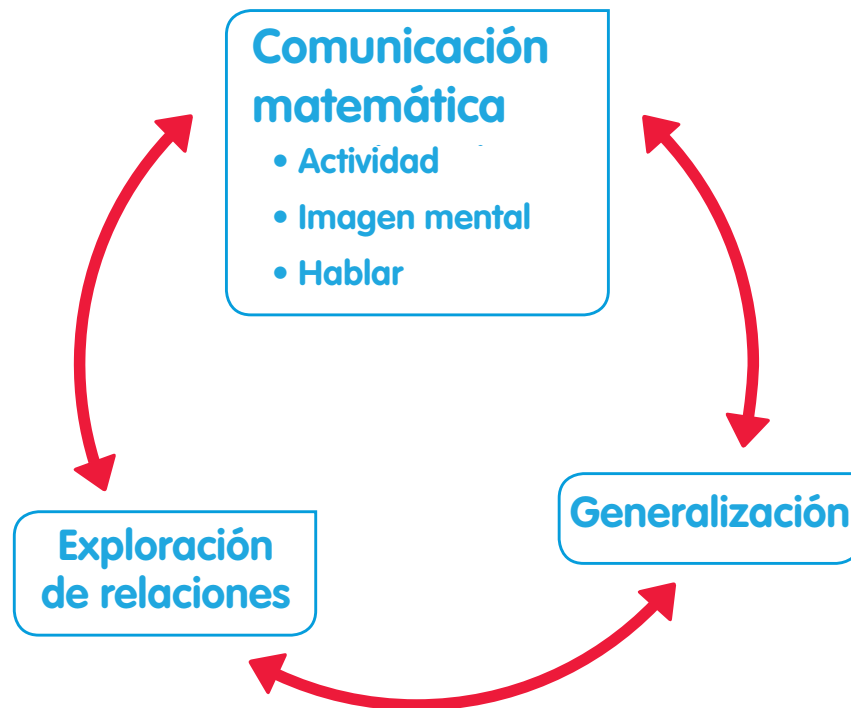 Comunicación
matemática
• Actividad
• Imagen mental
• Hablar
Exploración
de relaciones
Generalización